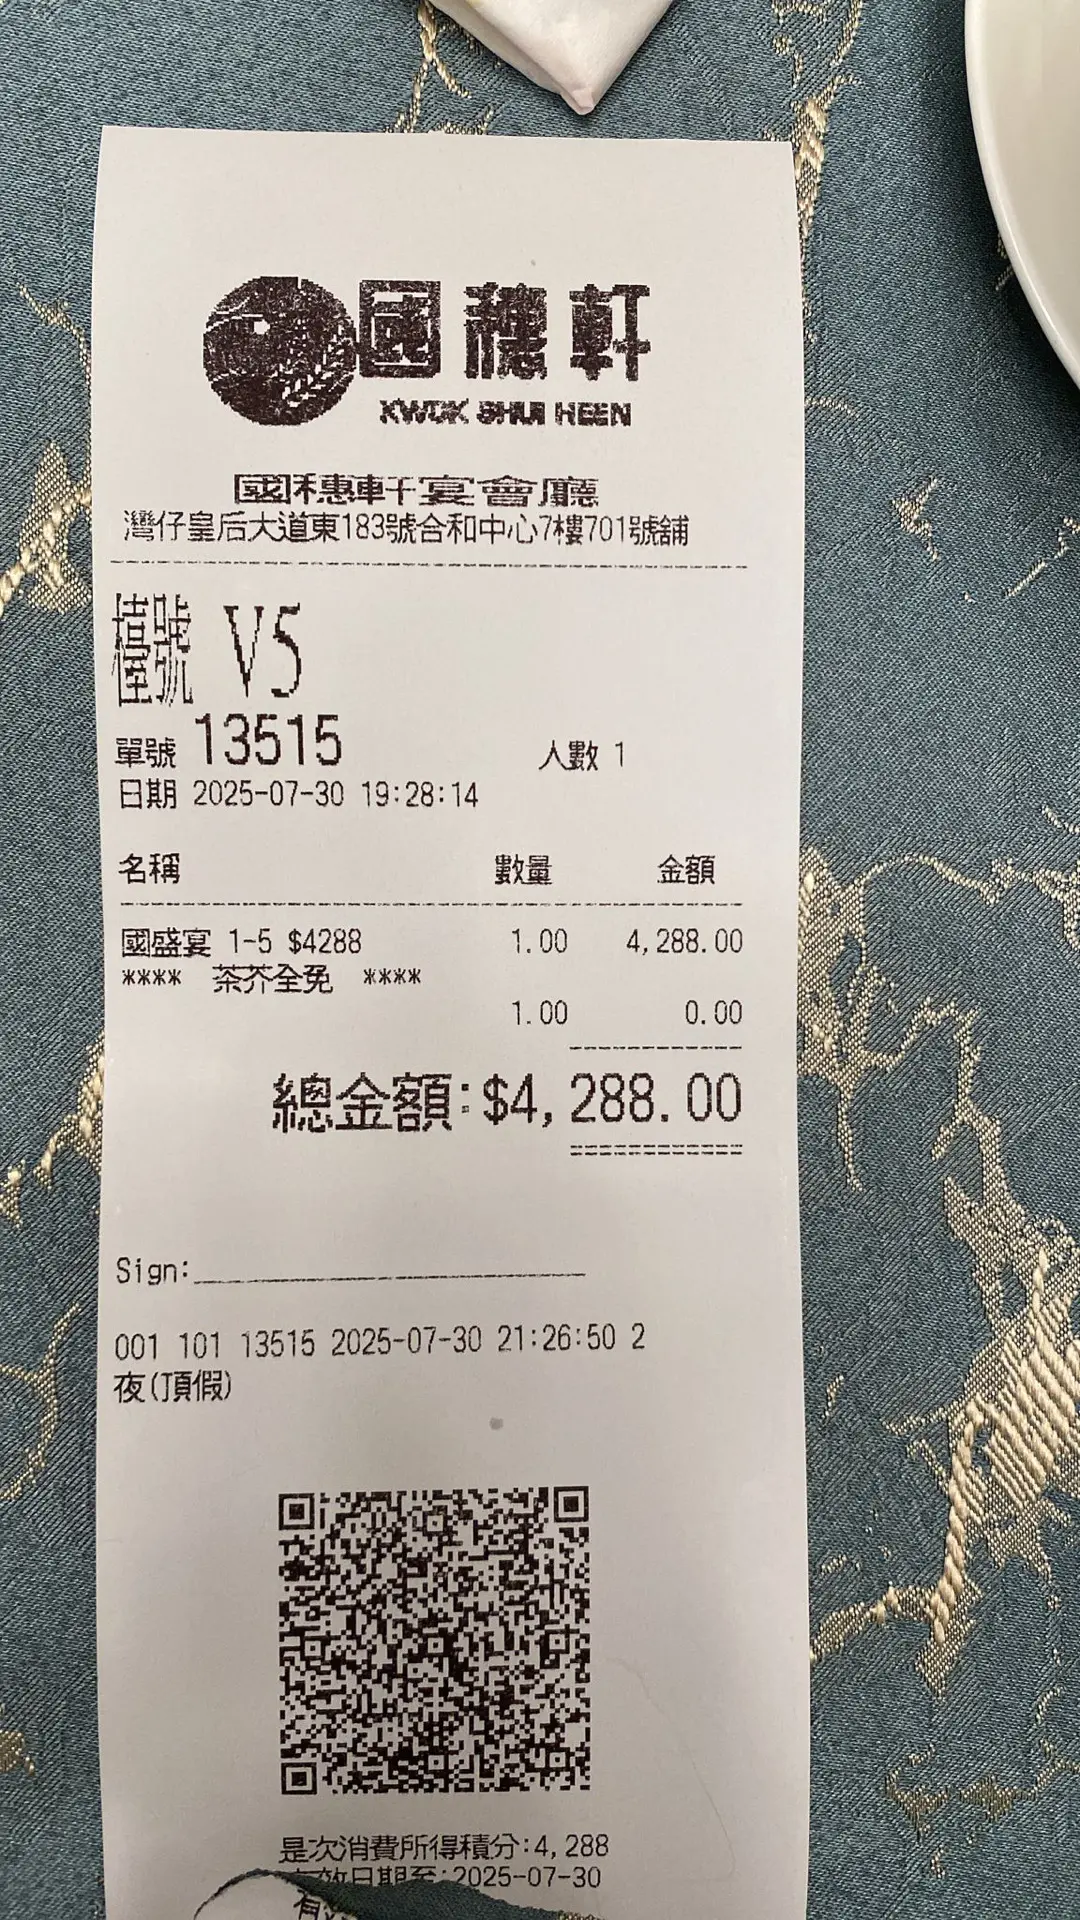 國穗軒
KWOK SHUI HEEN
國穗軒宴會廳
灣仔皇后大道東183號合和中心7樓701號舖
檯號 V5
單號 13515 人數 1
日期 2025-07-30 19:28:14
名稱 數量 金額
國盛宴 1-5 $4288 1.00 4,288.00
**** 茶芥全免 ****
1.00 0.00
總金額:$4,288.00
Sign:
001 101 13515 2025-07-30 21:26:50 2
夜(頂假)
是次消費所得積分:4,288
有效日期至:2025-07-30